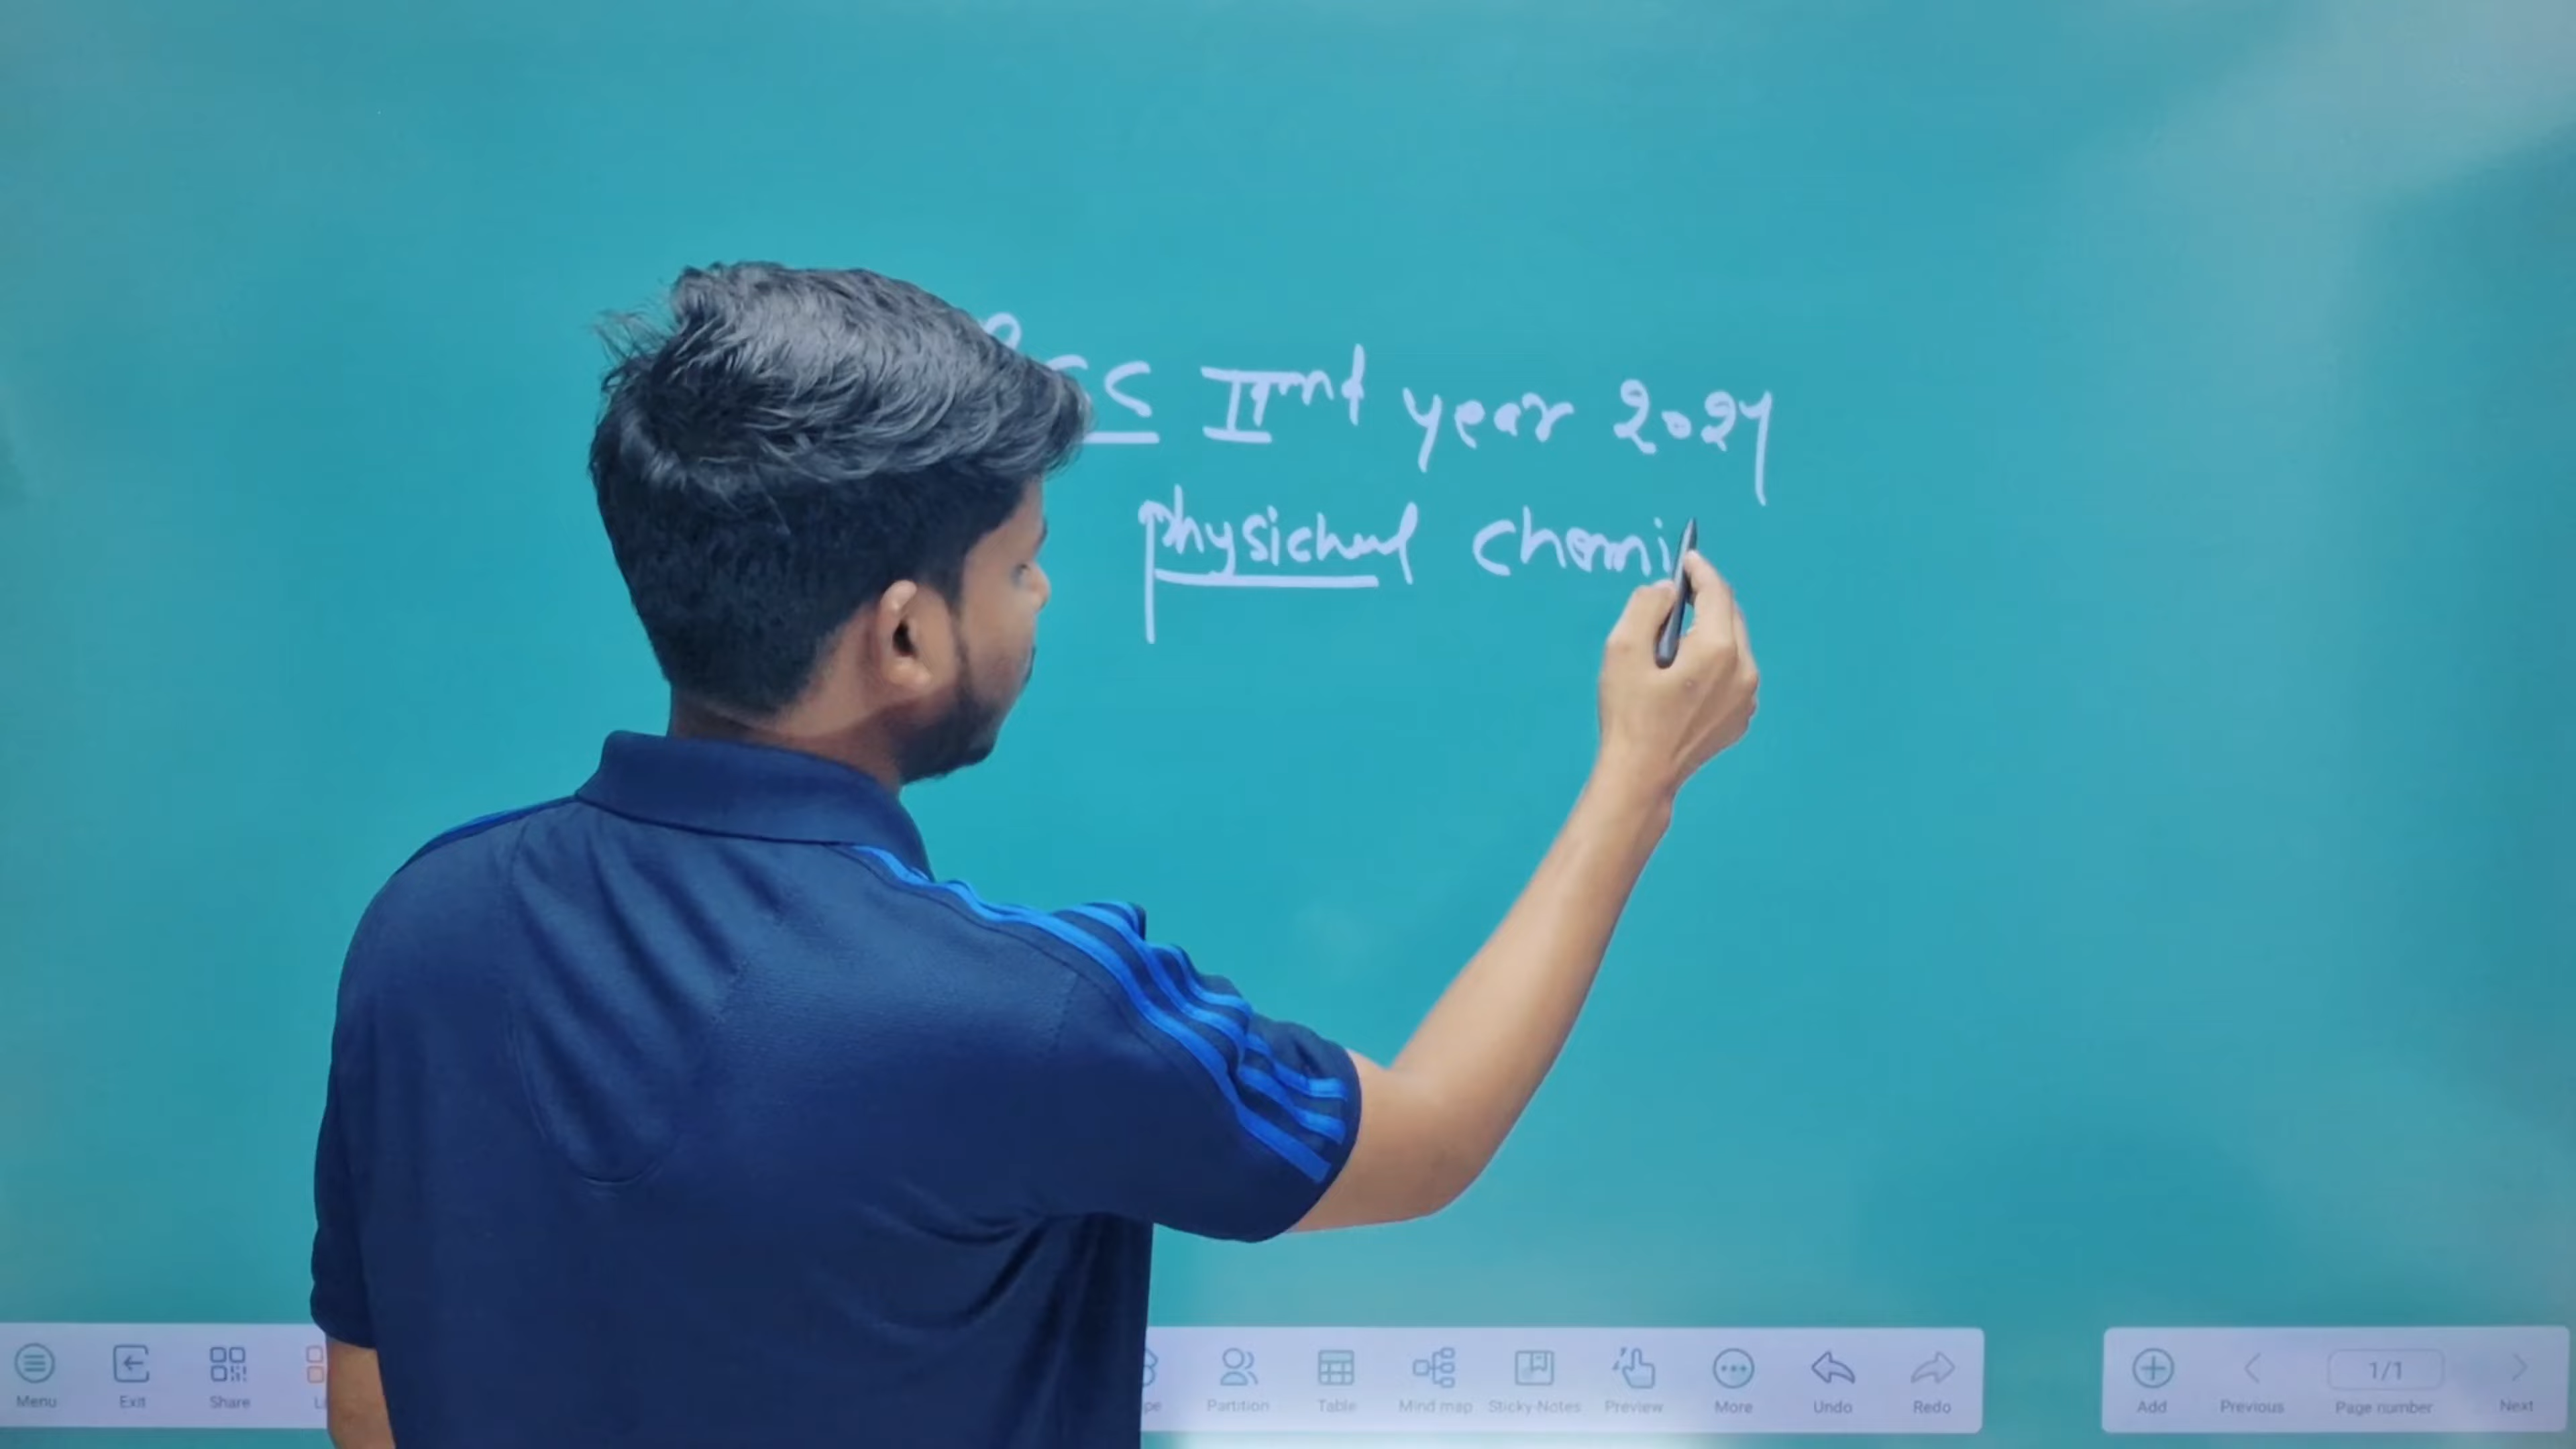 IInd year 2024
physichal chemi
Menu Exit Share Partition Table Mind map Sticky-Notes Preview More Undo Redo Add Previous 1/1 Page number Next